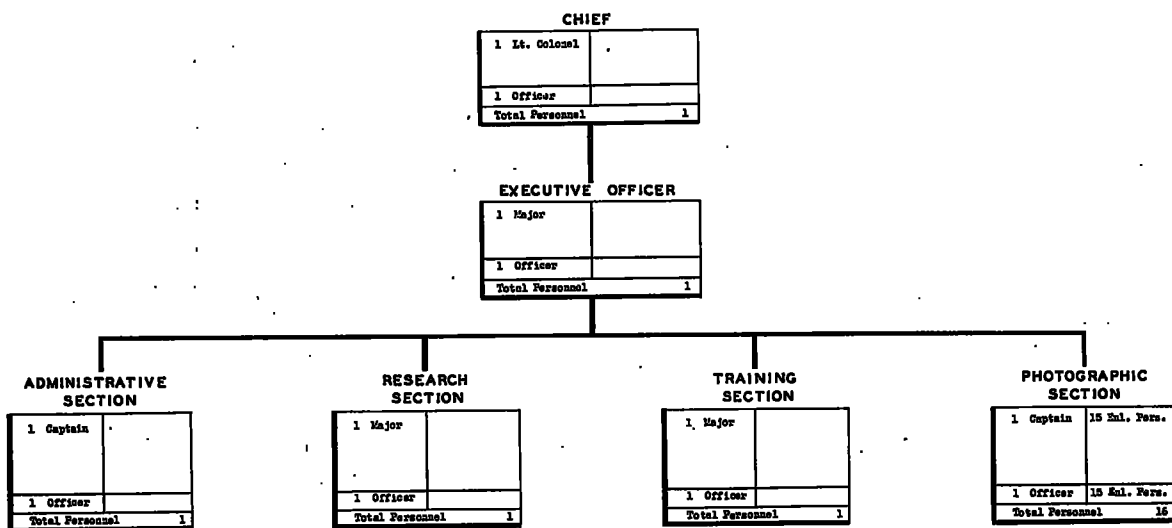 CHIEF
1 Lt. Colonel
1 Officer
Total Personnel 1
EXECUTIVE OFFICER
1 Major
1 Officer
Total Personnel 1
ADMINISTRATIVE
SECTION
1 Captain
1 Officer
Total Personnel 1
RESEARCH
SECTION
1 Major
1 Officer
Total Personnel 1
TRAINING
SECTION
1 Major
1 Officer
Total Personnel 1
PHOTOGRAPHIC
SECTION
1 Captain 15 Enl. Pers.
1 Officer 15 Enl. Pers.
Total Personnel 16